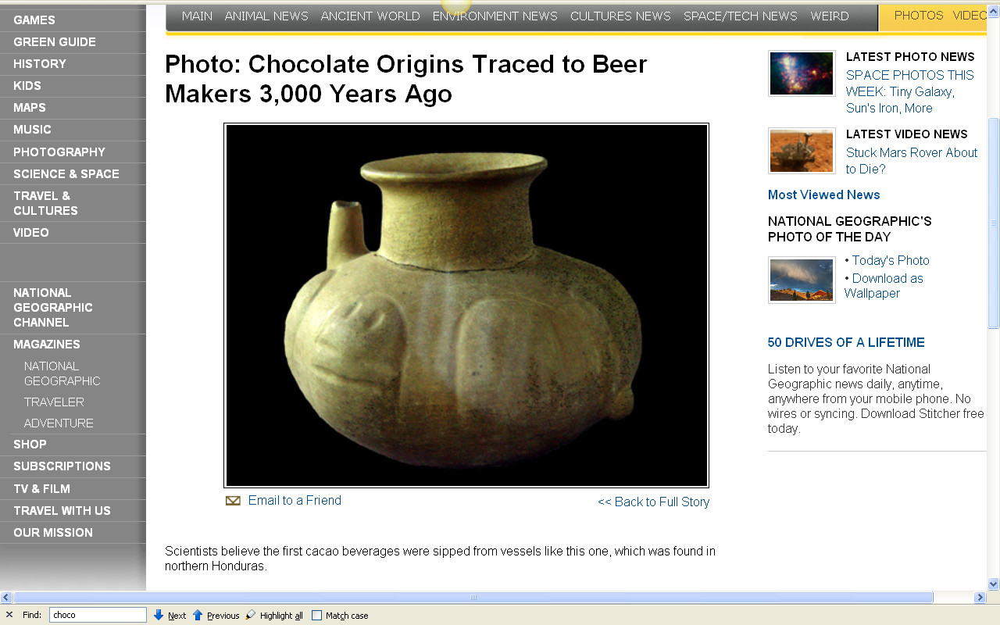 GAMES
GREEN GUIDE
HISTORY
KIDS
MAPS
MUSIC
PHOTOGRAPHY
SCIENCE & SPACE
TRAVEL &
CULTURES
VIDEO
NATIONAL
GEOGRAPHIC
CHANNEL
MAGAZINES
NATIONAL
GEOGRAPHIC
TRAVELER
ADVENTURE
SHOP
SUBSCRIPTIONS
TV & FILM
TRAVEL WITH US
OUR MISSION
MAIN ANIMAL NEWS ANCIENT WORLD ENVIRONMENT NEWS CULTURES NEWS SPACE/TECH NEWS WEIRD PHOTOS VIDEO
Photo: Chocolate Origins Traced to Beer
Makers 3,000 Years Ago
Email to a Friend
<< Back to Full Story
Scientists believe the first cacao beverages were sipped from vessels like this one, which was found in
northern Honduras.
LATEST PHOTO NEWS
SPACE PHOTOS THIS
WEEK: Tiny Galaxy,
Sun's Iron, More
LATEST VIDEO NEWS
Stuck Mars Rover About
to Die?
Most Viewed News
NATIONAL GEOGRAPHIC'S
PHOTO OF THE DAY
• Today's Photo
• Download as
Wallpaper
50 DRIVES OF A LIFETIME
Listen to your favorite National
Geographic news daily, anytime,
anywhere from your mobile phone. No
wires or syncing. Download Stitcher free
today.
Find: choco Next Previous Highlight all Match case